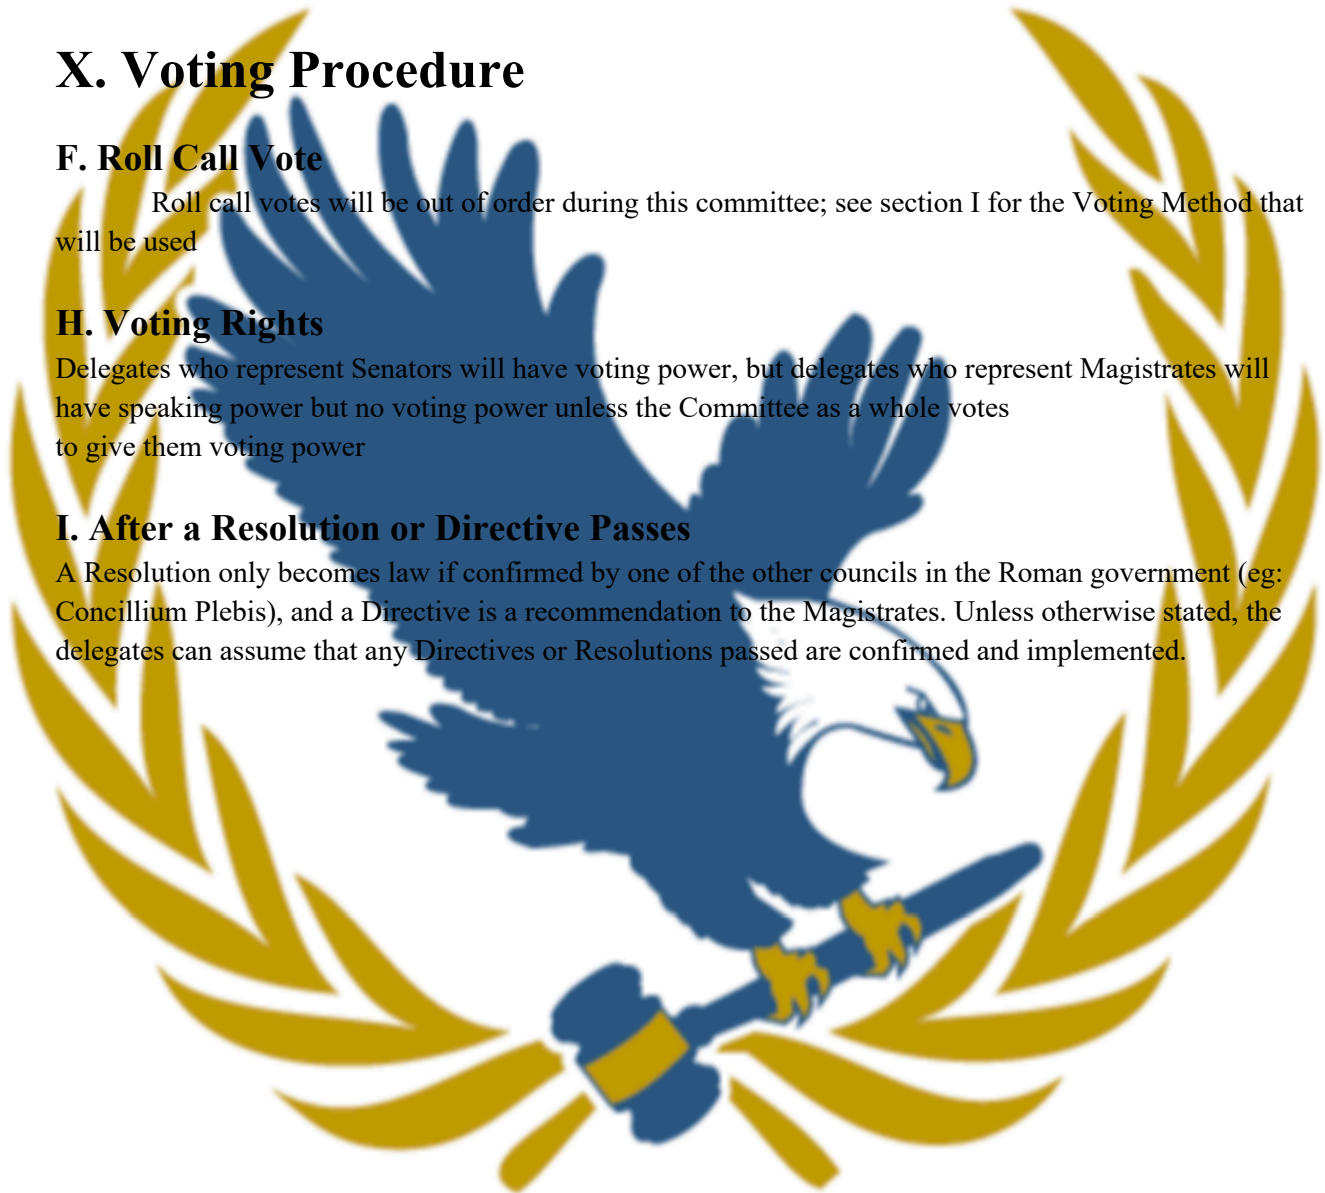 X. Voting Procedure
F. Roll Call Vote
Roll call votes will be out of order during this committee; see section I for the Voting Method that
will be used
H. Voting Rights
Delegates who represent Senators will have voting power, but delegates who represent Magistrates will
have speaking power but no voting power unless the Committee as a whole votes
to give them voting power
I. After a Resolution or Directive Passes
A Resolution only becomes law if confirmed by one of the other councils in the Roman government (eg:
Concillium Plebis), and a Directive is a recommendation to the Magistrates. Unless otherwise stated, the
delegates can assume that any Directives or Resolutions passed are confirmed and implemented.